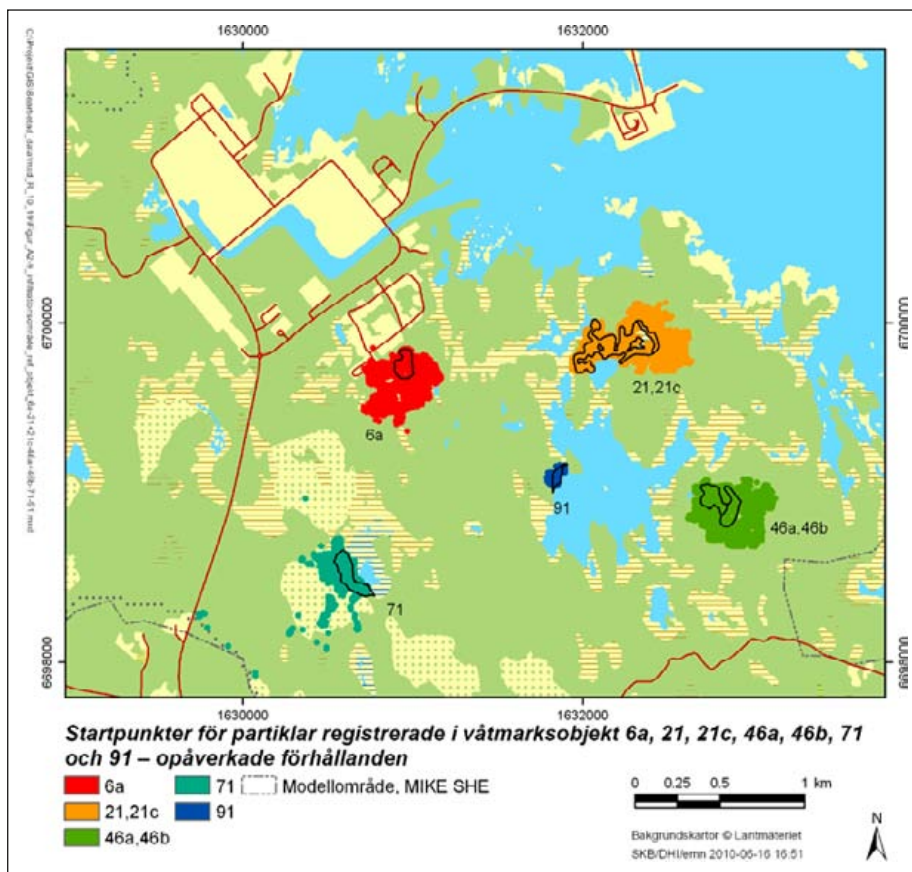 1630000
1632000
6700000
6700000
21,21c
6a
91
46a,46b
71
6698000
6698000
1630000
1632000
Startpunkter för partiklar registrerade i våtmarksobjekt 6a, 21, 21c, 46a, 46b, 71
och 91 – opåverkade förhållanden
6a 71 Modellområde, MIKE SHE
21,21c 91
46a,46b
0 0.25 0.5 1 km
Bakgrundskartor © Lantmäteriet
SKB/DHI/emn 2010-06-16 16:51
N